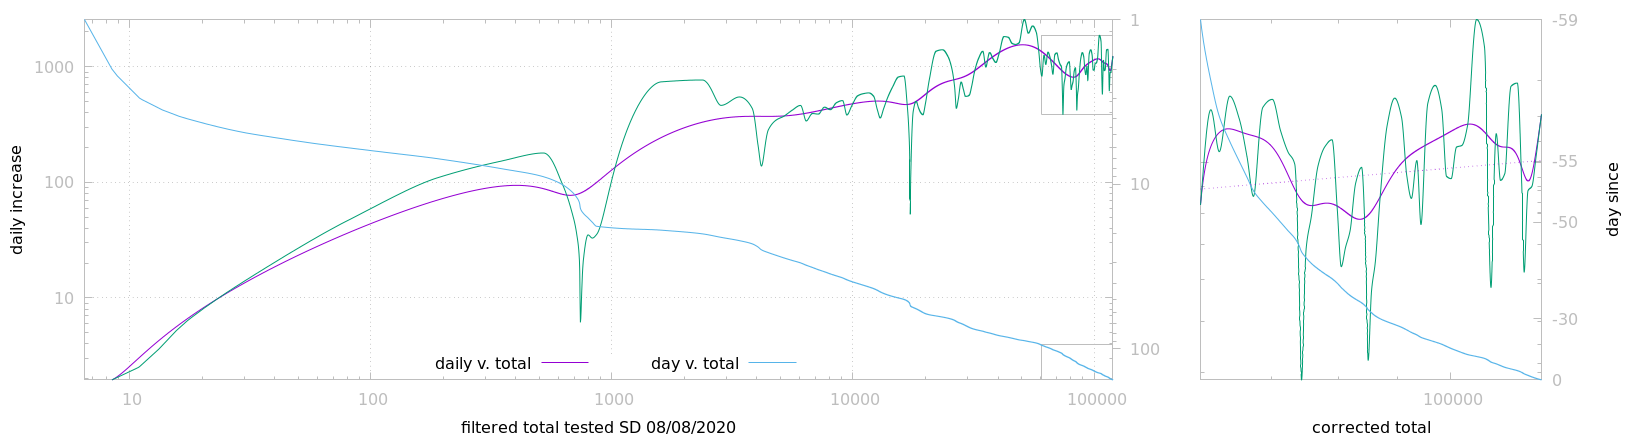 daily increase
1000
100
10
10
100
1000
10000
100000
1
10
100
daily v. total
day v. total
filtered total tested SD 08/08/2020
-59
-55
-50
-30
0
day since
100000
corrected total